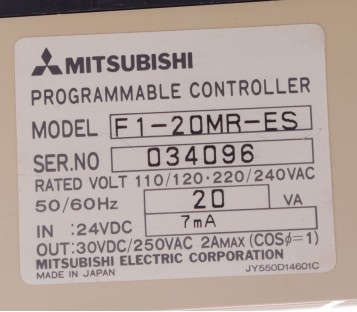 MITSUBISHI
PROGRAMMABLE CONTROLLER
MODEL F1-20MR-ES
SER.NO 034096
RATED VOLT 110/120·220/240VAC
50/60Hz 20 VA
IN :24VDC 7mA
OUT:30VDC/250VAC 2AMAX (COSϕ=1)
MITSUBISHI ELECTRIC CORPORATION
MADE IN JAPAN JY550D14601C